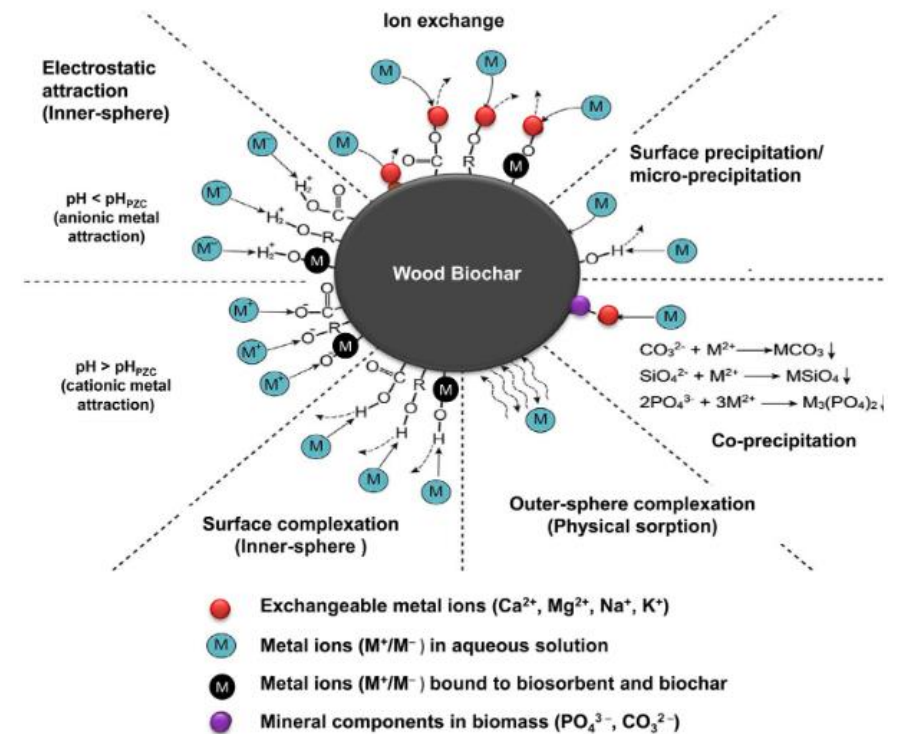 Ion exchange
Electrostatic
attraction
(Inner-sphere)
M
M
M
M
O
O
O
O
C
R
O
M
Surface precipitation/
micro-precipitation
pH < pHPZC
(anionic metal
attraction)
M⁻
H₂⁺
O
O
C
M⁻
H₂⁺
O
R
M⁻
H₂⁺
O
M
M
O
H
M
Wood Biochar
M⁺
O⁻
O
C
M⁺
O⁻
R
M⁺
O⁻
M
pH > pHPZC
(cationic metal
attraction)
M
CO₃²⁻ + M²⁺ → MCO₃ ↓
SiO₄²⁻ + M²⁺ → MSiO₄ ↓
2PO₄³⁻ + 3M²⁺ → M₃(PO₄)₂ ↓
Co-precipitation
O
C
O
H
M
R
O
H
M
M
O
H
M
M
Outer-sphere complexation
(Physical sorption)
Surface complexation
(Inner-sphere )
Exchangeable metal ions (Ca²⁺, Mg²⁺, Na⁺, K⁺)
M Metal ions (M⁺/M⁻ ) in aqueous solution
M Metal ions (M⁺/M⁻ ) bound to biosorbent and biochar
Mineral components in biomass (PO₄³⁻, CO₃²⁻)